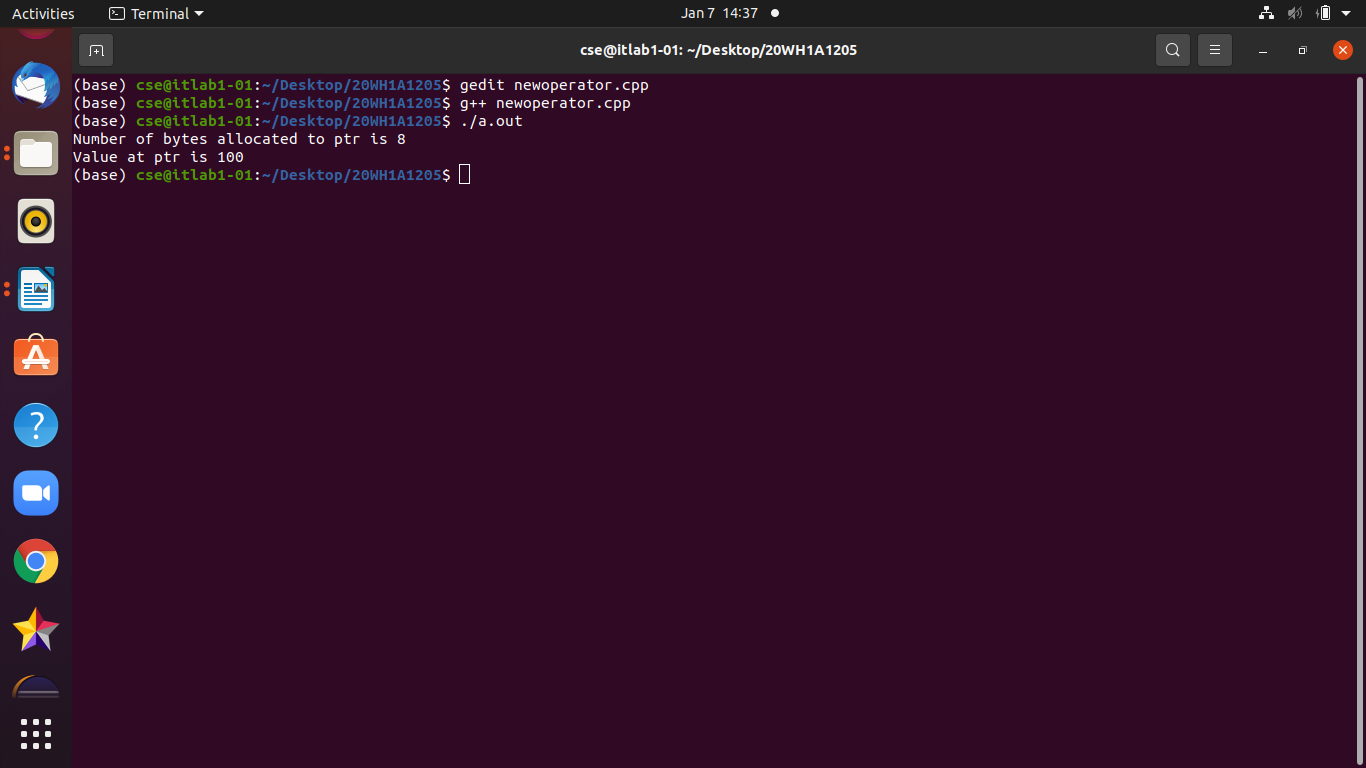 Activities Terminal Jan 7 14:37
cse@itlab1-01: ~/Desktop/20WH1A1205
(base) cse@itlab1-01:~/Desktop/20WH1A1205$ gedit newoperator.cpp
(base) cse@itlab1-01:~/Desktop/20WH1A1205$ g++ newoperator.cpp
(base) cse@itlab1-01:~/Desktop/20WH1A1205$ ./a.out
Number of bytes allocated to ptr is 8
Value at ptr is 100
(base) cse@itlab1-01:~/Desktop/20WH1A1205$